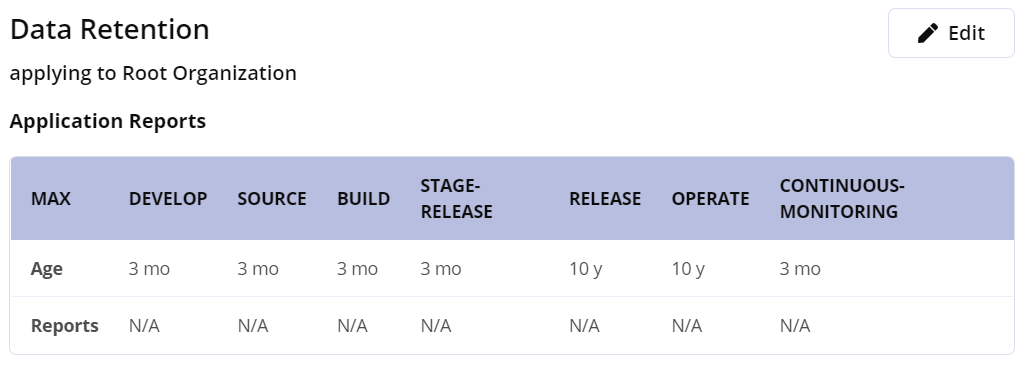 Data Retention
Edit
applying to Root Organization
Application Reports
MAX DEVELOP SOURCE BUILD STAGE-RELEASE RELEASE OPERATE CONTINUOUS-MONITORING
Age 3 mo 3 mo 3 mo 3 mo 10 y 10 y 3 mo
Reports N/A N/A N/A N/A N/A N/A N/A